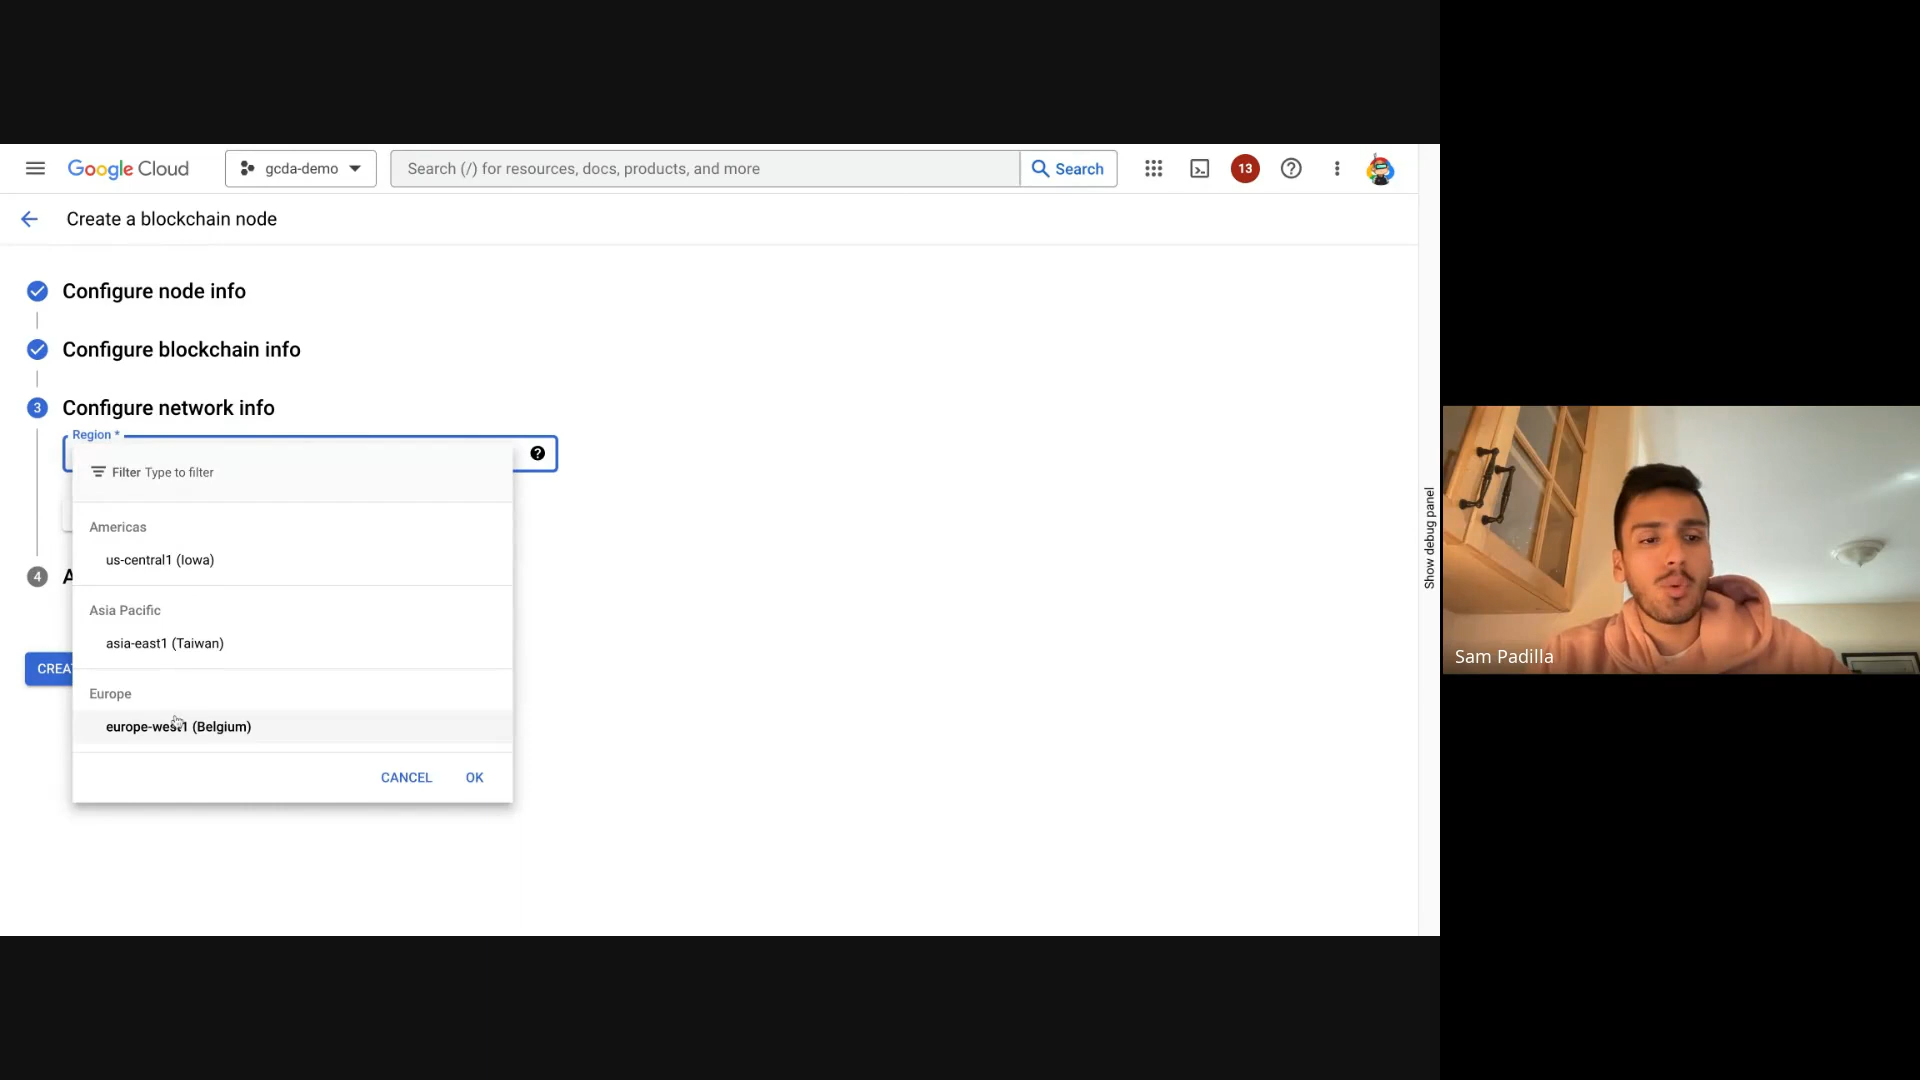 Google Cloud
gcda-demo
Search (/) for resources, docs, products, and more
Search
13
Create a blockchain node
Configure node info
Configure blockchain info
3
Configure network info
Region *
Filter Type to filter
Americas
us-central1 (Iowa)
4
A
Asia Pacific
asia-east1 (Taiwan)
CREA
Europe
europe-west1 (Belgium)
CANCEL
OK
Show debug panel
Sam Padilla